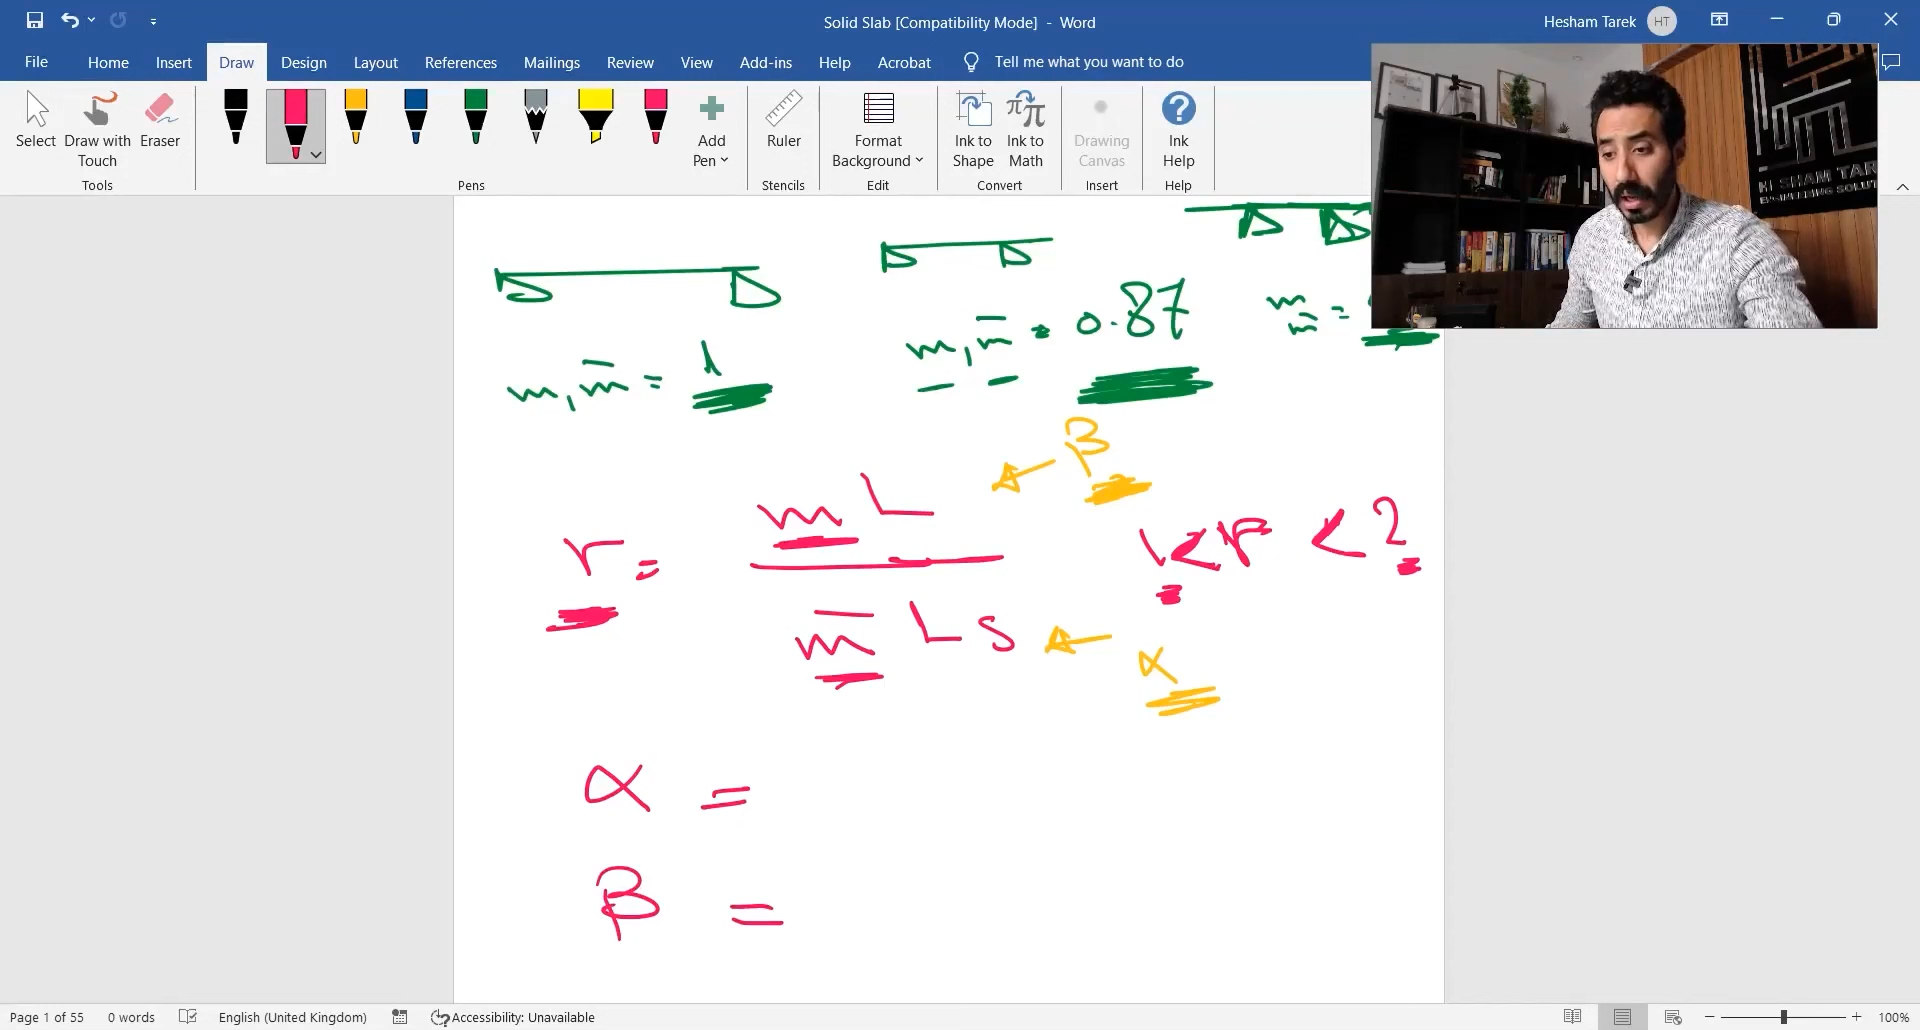 Solid Slab [Compatibility Mode] - Word
Hesham Tarek HT
File Home Insert Draw Design Layout References Mailings Review View Add-ins Help Acrobat Tell me what you want to do
Select
Draw with Touch
Eraser
Add Pen
Ruler
Format Background
Ink to Shape
Ink to Math
Drawing Canvas
Ink Help
Tools Pens Stencils Edit Convert Insert Help
HESHAM TAR
m, m̅ = 1
m, m̅ = 0.87
m m̅ =
β
r = m L
m̅ Ls
1 < r < 2
α
α =
β =
Page 1 of 55 0 words English (United Kingdom) Accessibility: Unavailable 100%